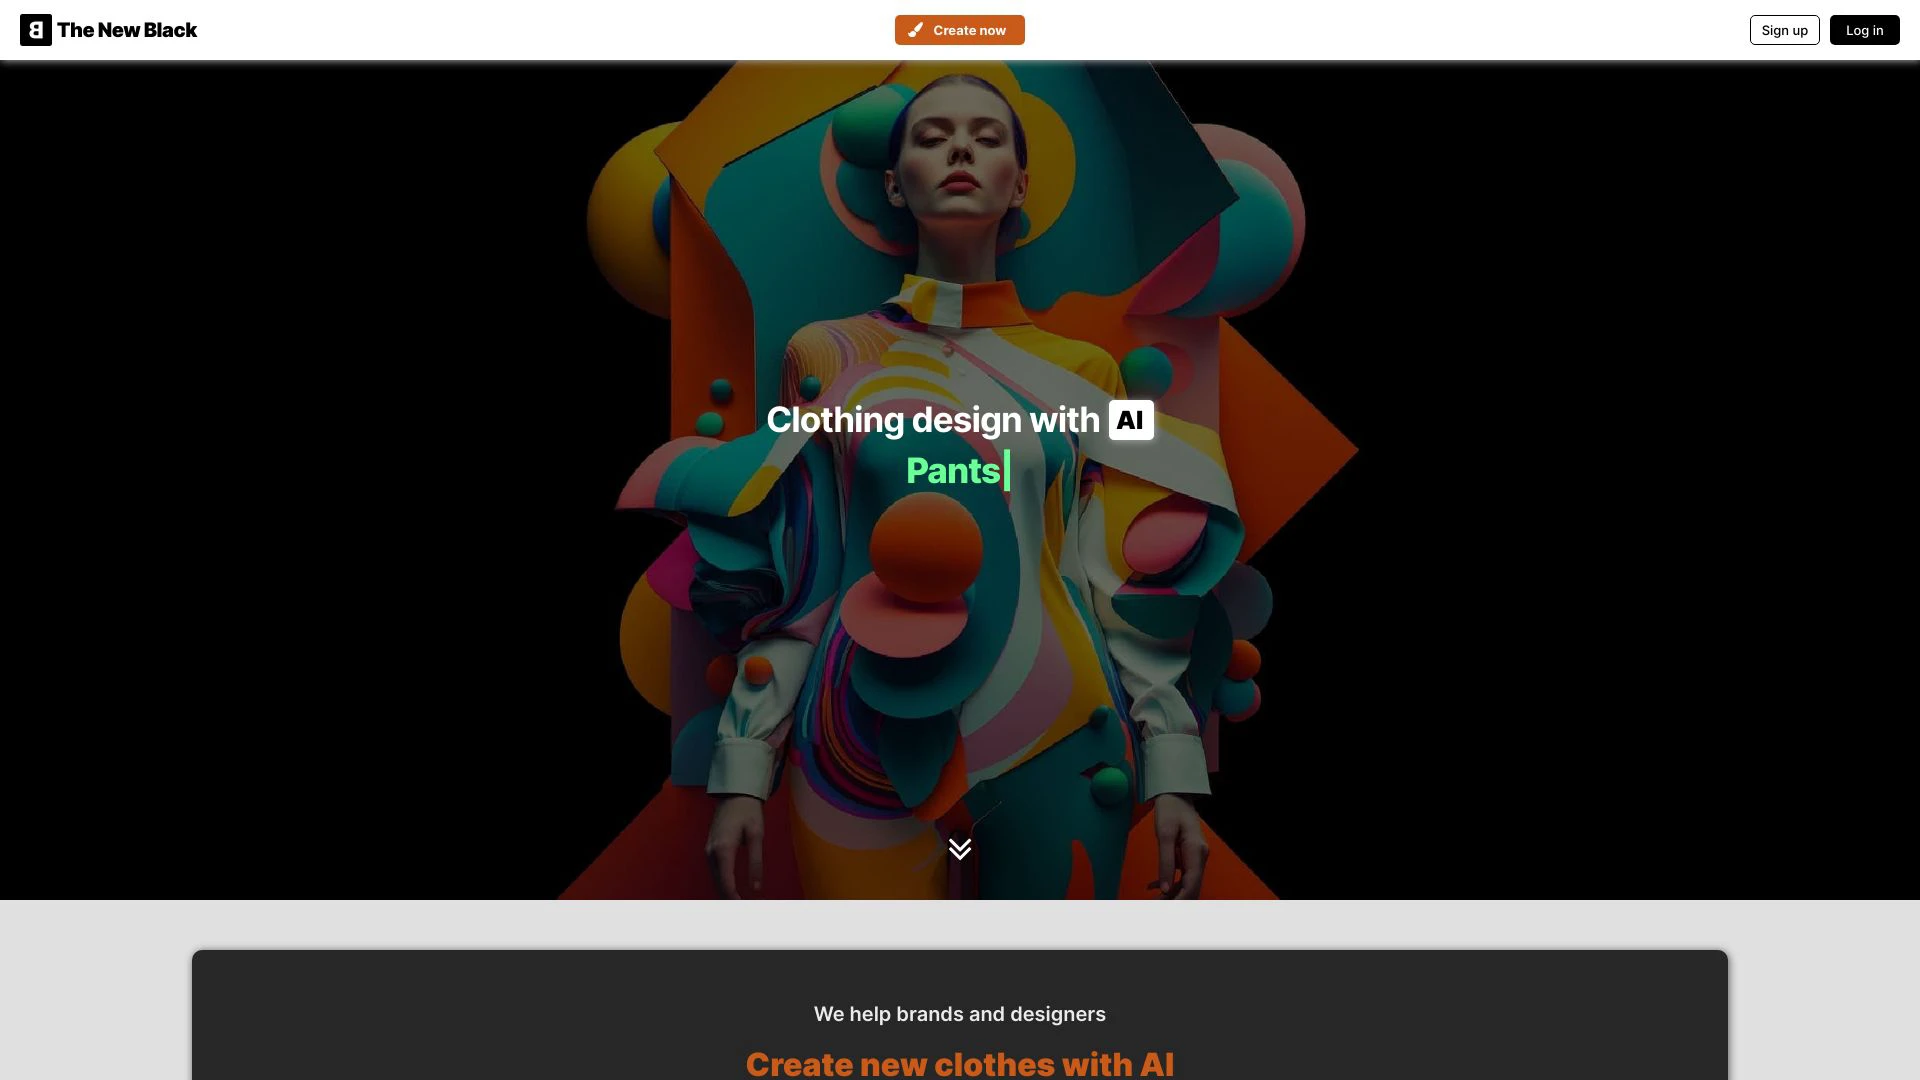 B The New Black
Create now
Sign up
Log in
Clothing design with AI
Pants
We help brands and designers
Create new clothes with AI